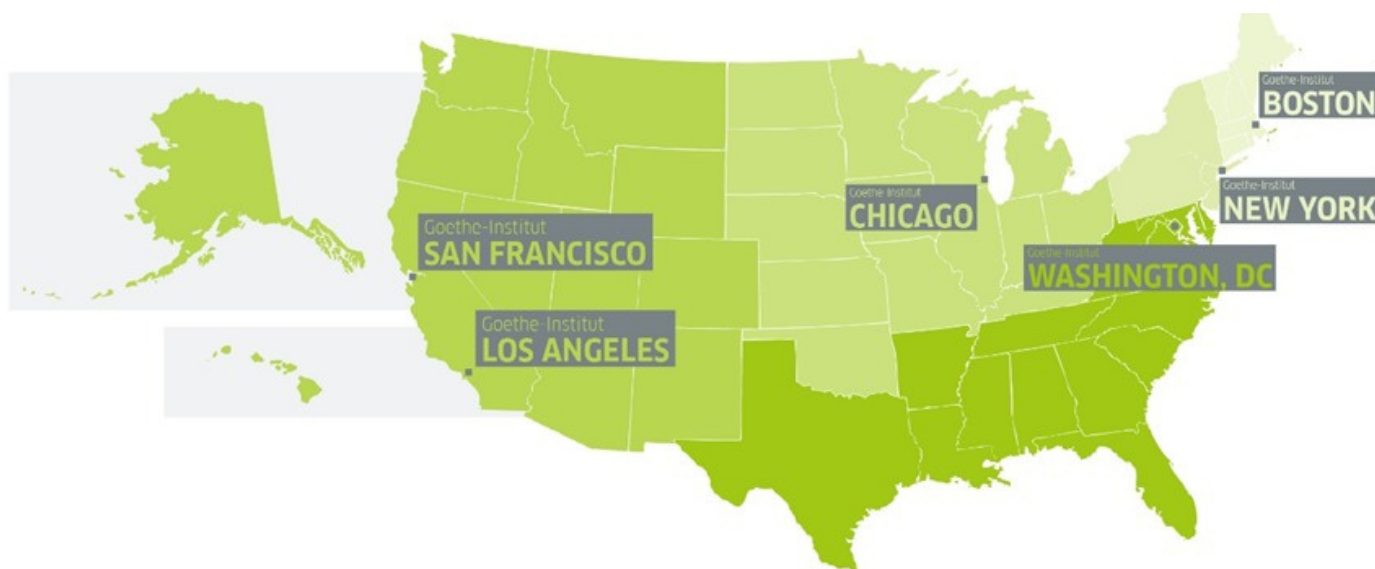 Goethe-Institut
BOSTON
Goethe-Institut
CHICAGO
Goethe-Institut
NEW YORK
Goethe-Institut
SAN FRANCISCO
Goethe-Institut
WASHINGTON, DC
Goethe-Institut
LOS ANGELES